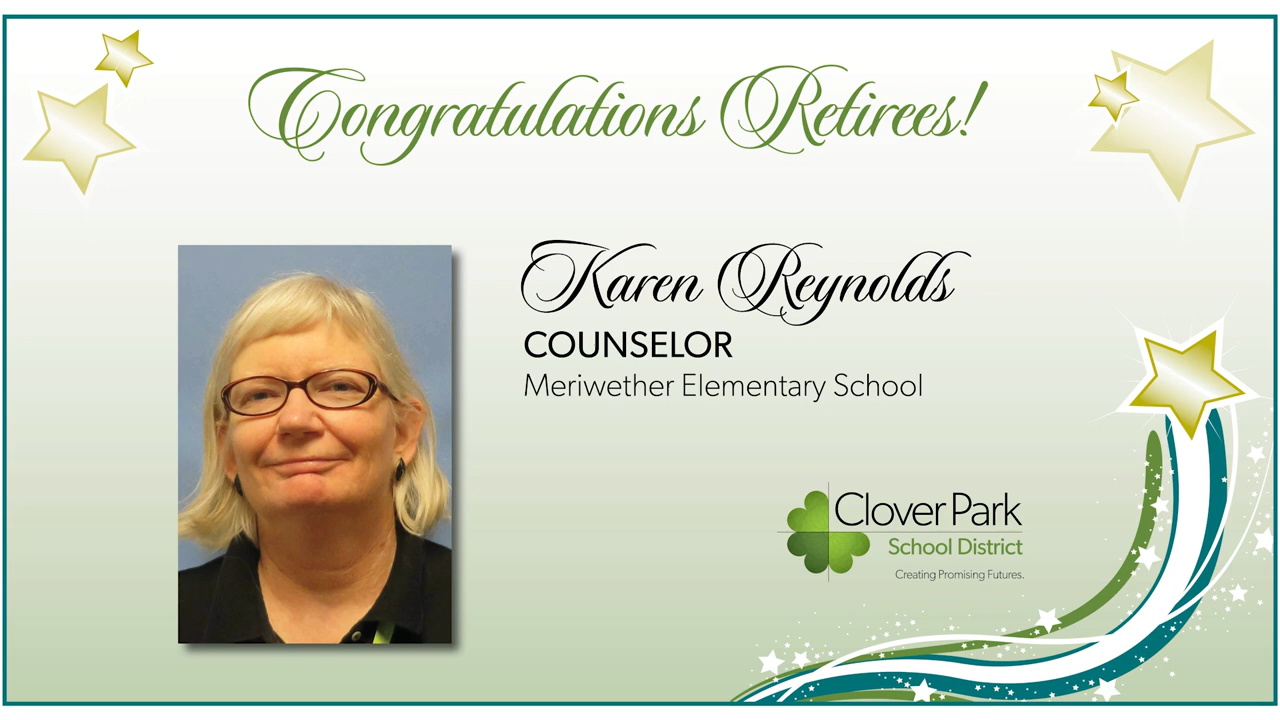 Congratulations Retirees!
Karen Reynolds
COUNSELOR
Meriwether Elementary School
Clover Park
School District
Creating Promising Futures.